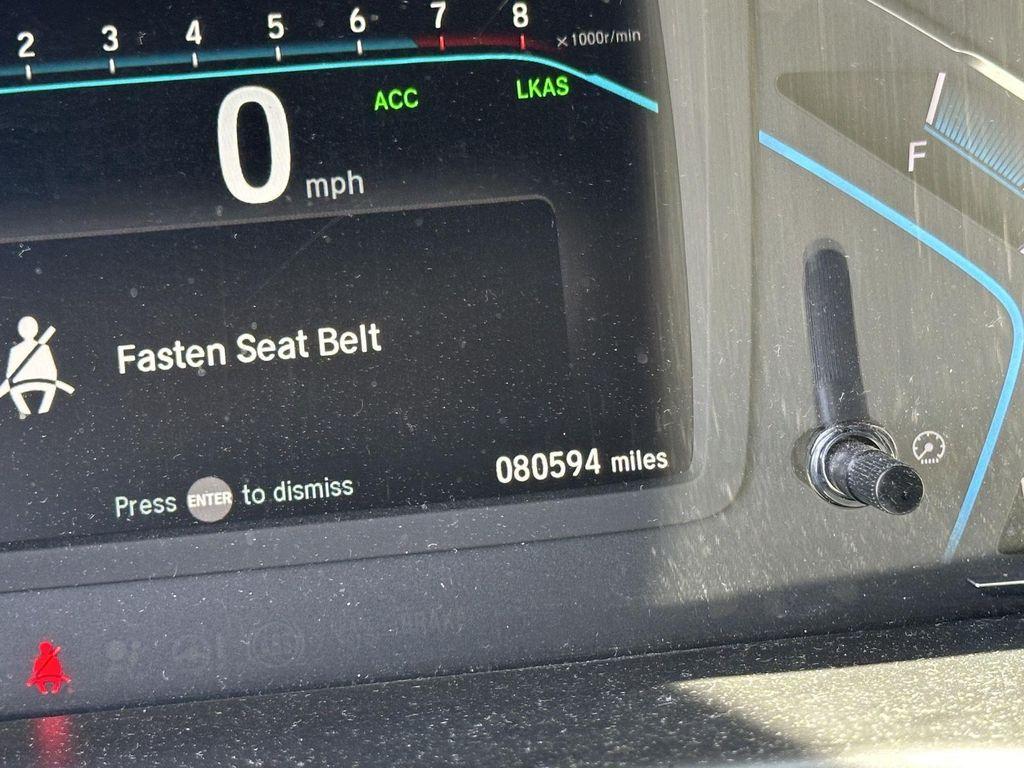 2 3 4 5 6 7 8 ×1000r/min
ACC LKAS
0 mph
F
Fasten Seat Belt
080594 miles
Press ENTER to dismiss
BRAKE